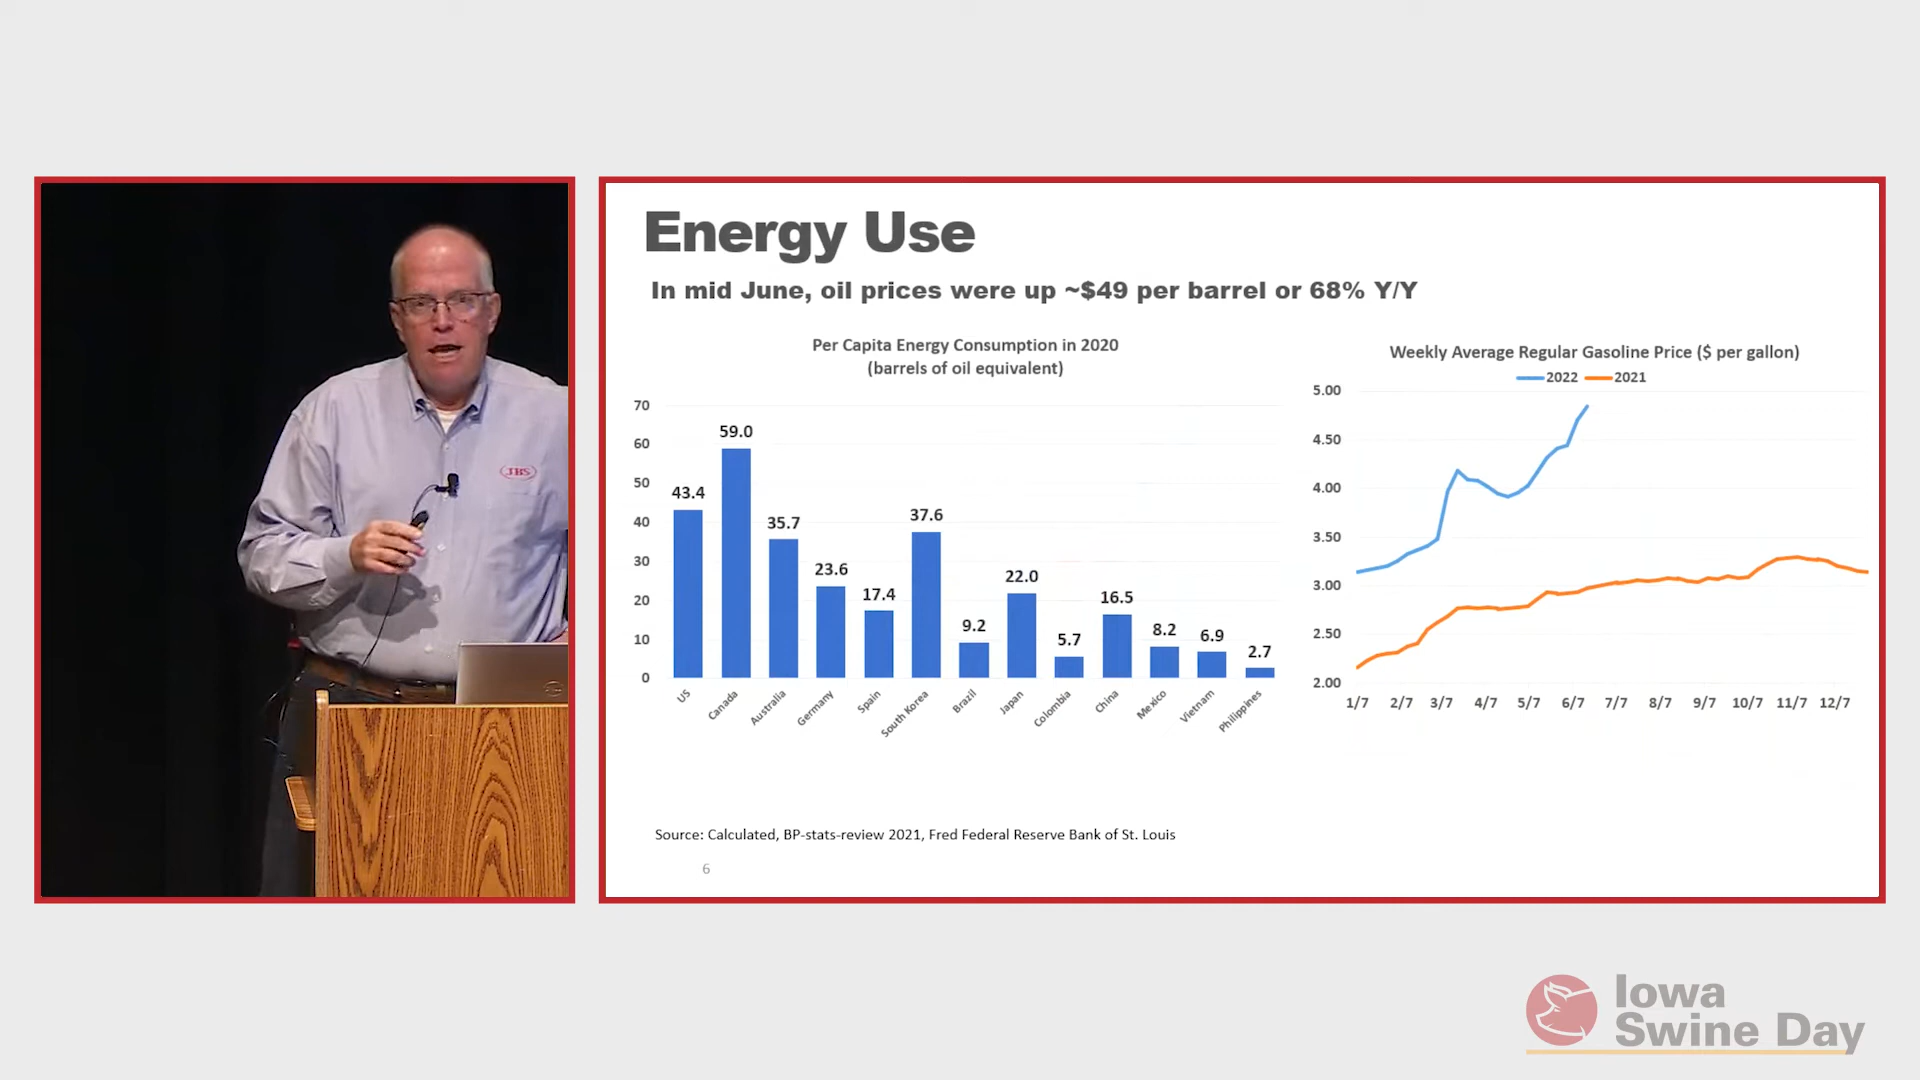 JBS
Energy Use
In mid June, oil prices were up ~$49 per barrel or 68% Y/Y
Per Capita Energy Consumption in 2020
(barrels of oil equivalent)
70
60
50
40
30
20
10
0
43.4
59.0
35.7
23.6
17.4
37.6
9.2
22.0
5.7
16.5
8.2
6.9
2.7
US
Canada
Australia
Germany
Spain
South Korea
Brazil
Japan
Colombia
China
Mexico
Vietnam
Philippines
Weekly Average Regular Gasoline Price ($ per gallon)
2022 2021
5.00
4.50
4.00
3.50
3.00
2.50
2.00
1/7 2/7 3/7 4/7 5/7 6/7 7/7 8/7 9/7 10/7 11/7 12/7
Source: Calculated, BP-stats-review 2021, Fred Federal Reserve Bank of St. Louis
6
Iowa
Swine Day